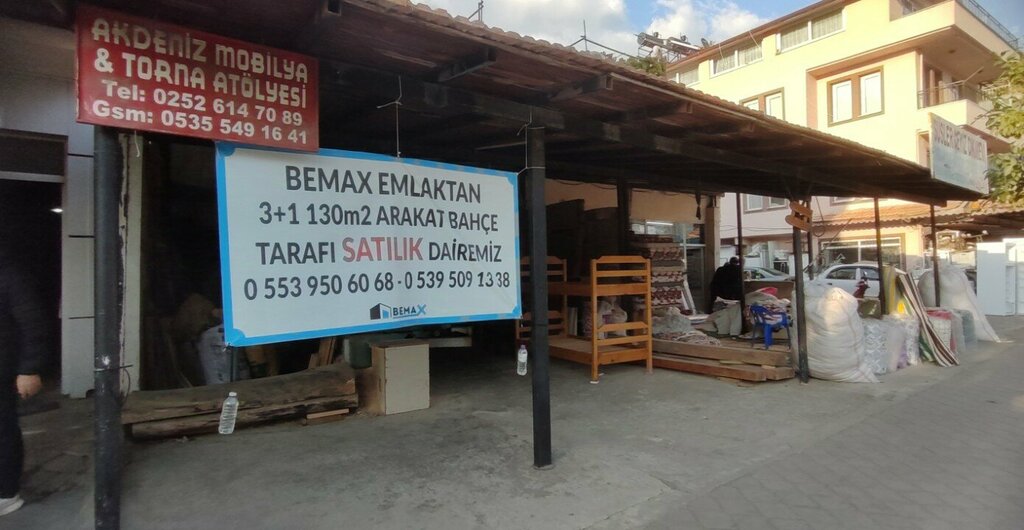 AKDENİZ MOBİLYA
& TORNA ATÖLYESİ
Tel: 0252 614 70 89
Gsm: 0535 549 16 41
BEMAX EMLAKTAN
3+1 130m2 ARAKAT BAHÇE
TARAFI SATILIK DAİREMİZ
0 553 950 60 68 - 0 539 509 13 38
BEMAX